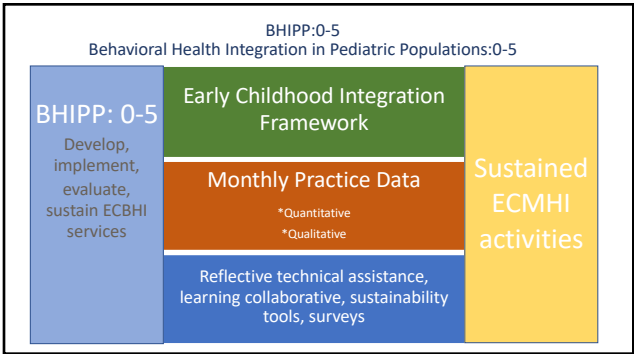 BHIPP:0-5
Behavioral Health Integration in Pediatric Populations:0-5
BHIPP: 0-5
Develop,
implement,
evaluate,
sustain ECBHI
services
Early Childhood Integration
Framework
Monthly Practice Data
*Quantitative
*Qualitative
Reflective technical assistance,
learning collaborative, sustainability
tools, surveys
Sustained
ECMHI
activities